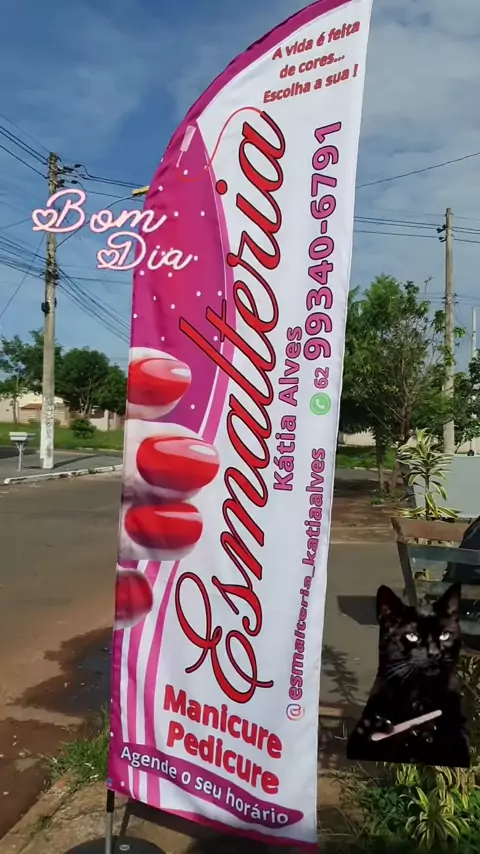 A vida é feita
de cores...
Escolha a sua !
Bom
Dia
Esmalteria
Kátia Alves
62 99340-6791
@esmalteria_katiaalves
Manicure
Pedicure
Agende o seu horário